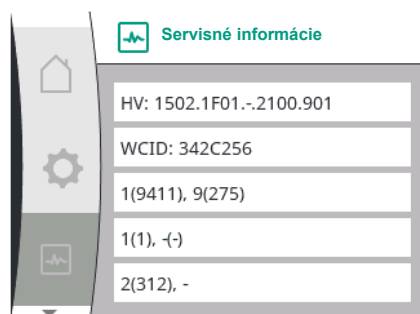 Servisné informácie
HV: 1502.1F01.-.2100.901
WCID: 342C256
1(9411), 9(275)
1(1), -(-)
2(312), -